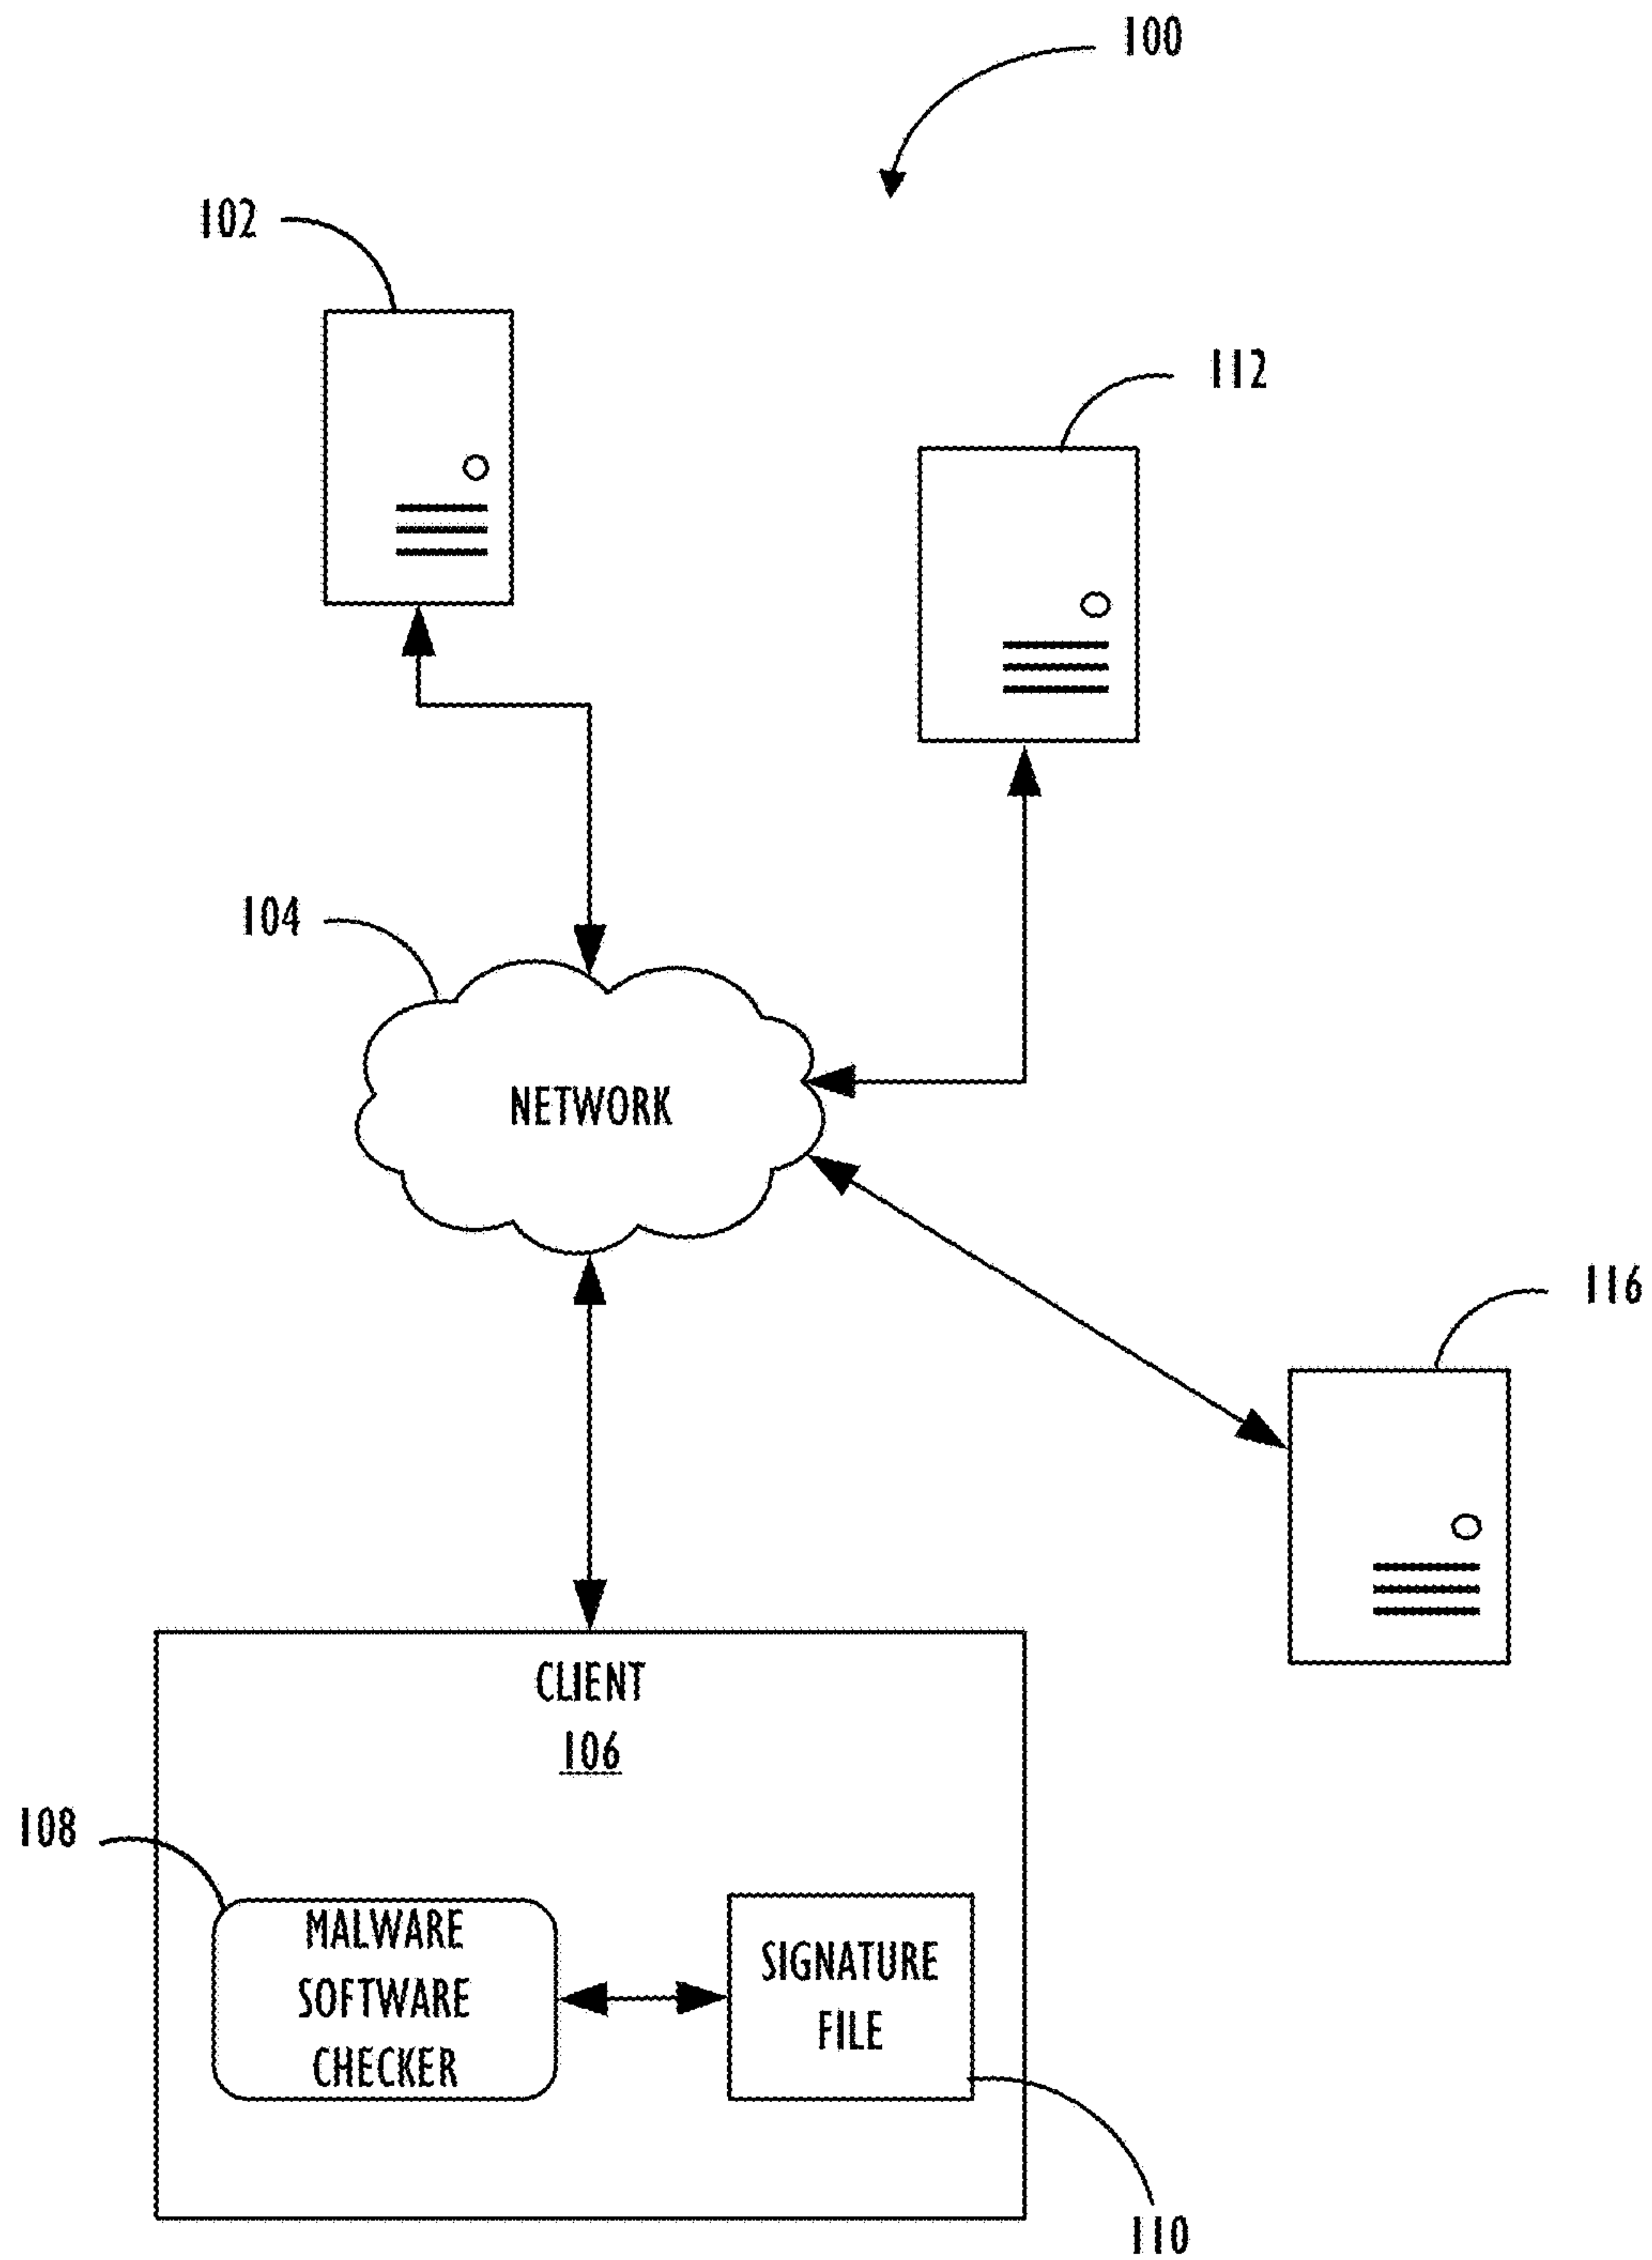 100
102
112
104
NETWORK
116
CLIENT
106
108
MALWARE
SOFTWARE
CHECKER
SIGNATURE
FILE
110